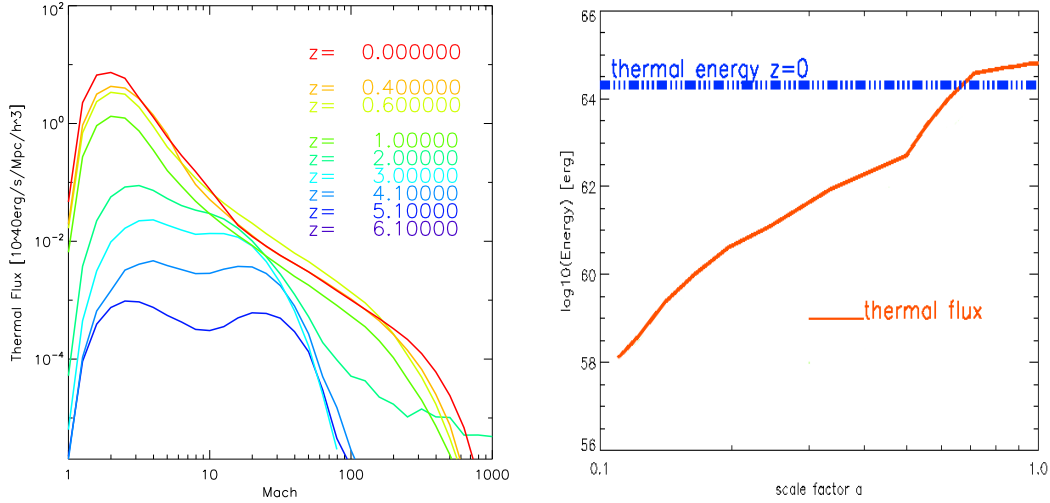 10^2
10^0
10^-2
10^-4
Thermal Flux [10^40erg/s/Mpc/h^3]
z= 0.000000
z= 0.400000
z= 0.600000
z= 1.00000
z= 2.00000
z= 3.00000
z= 4.10000
z= 5.10000
z= 6.10000
1 10 100 1000
Mach
66
64
62
60
58
56
log10(Energy) [erg]
thermal energy z=0
thermal flux
0.1 1.0
scale factor a